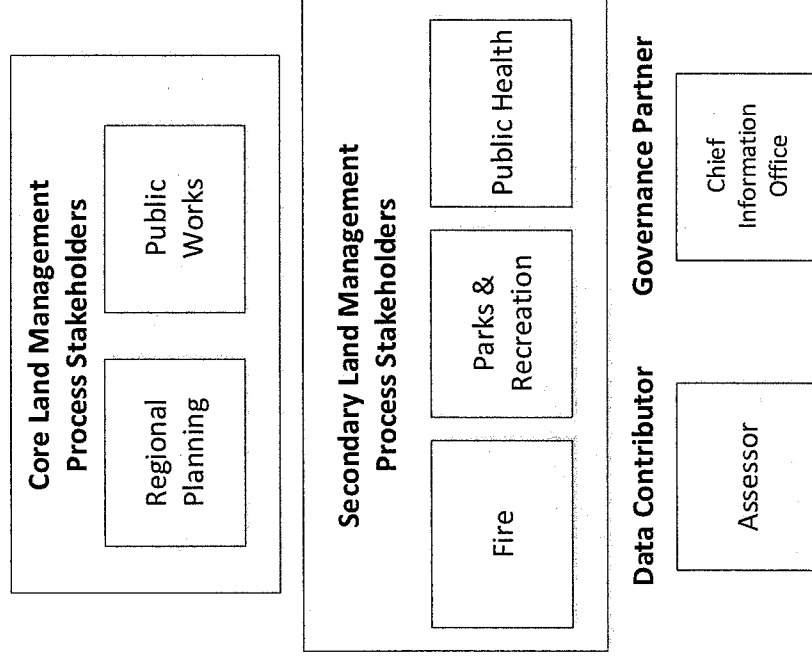 Core Land Management
Process Stakeholders
Regional
Planning
Public
Works
Secondary Land Management
Process Stakeholders
Fire
Parks &
Recreation
Public Health
Data Contributor
Assessor
Governance Partner
Chief
Information
Office